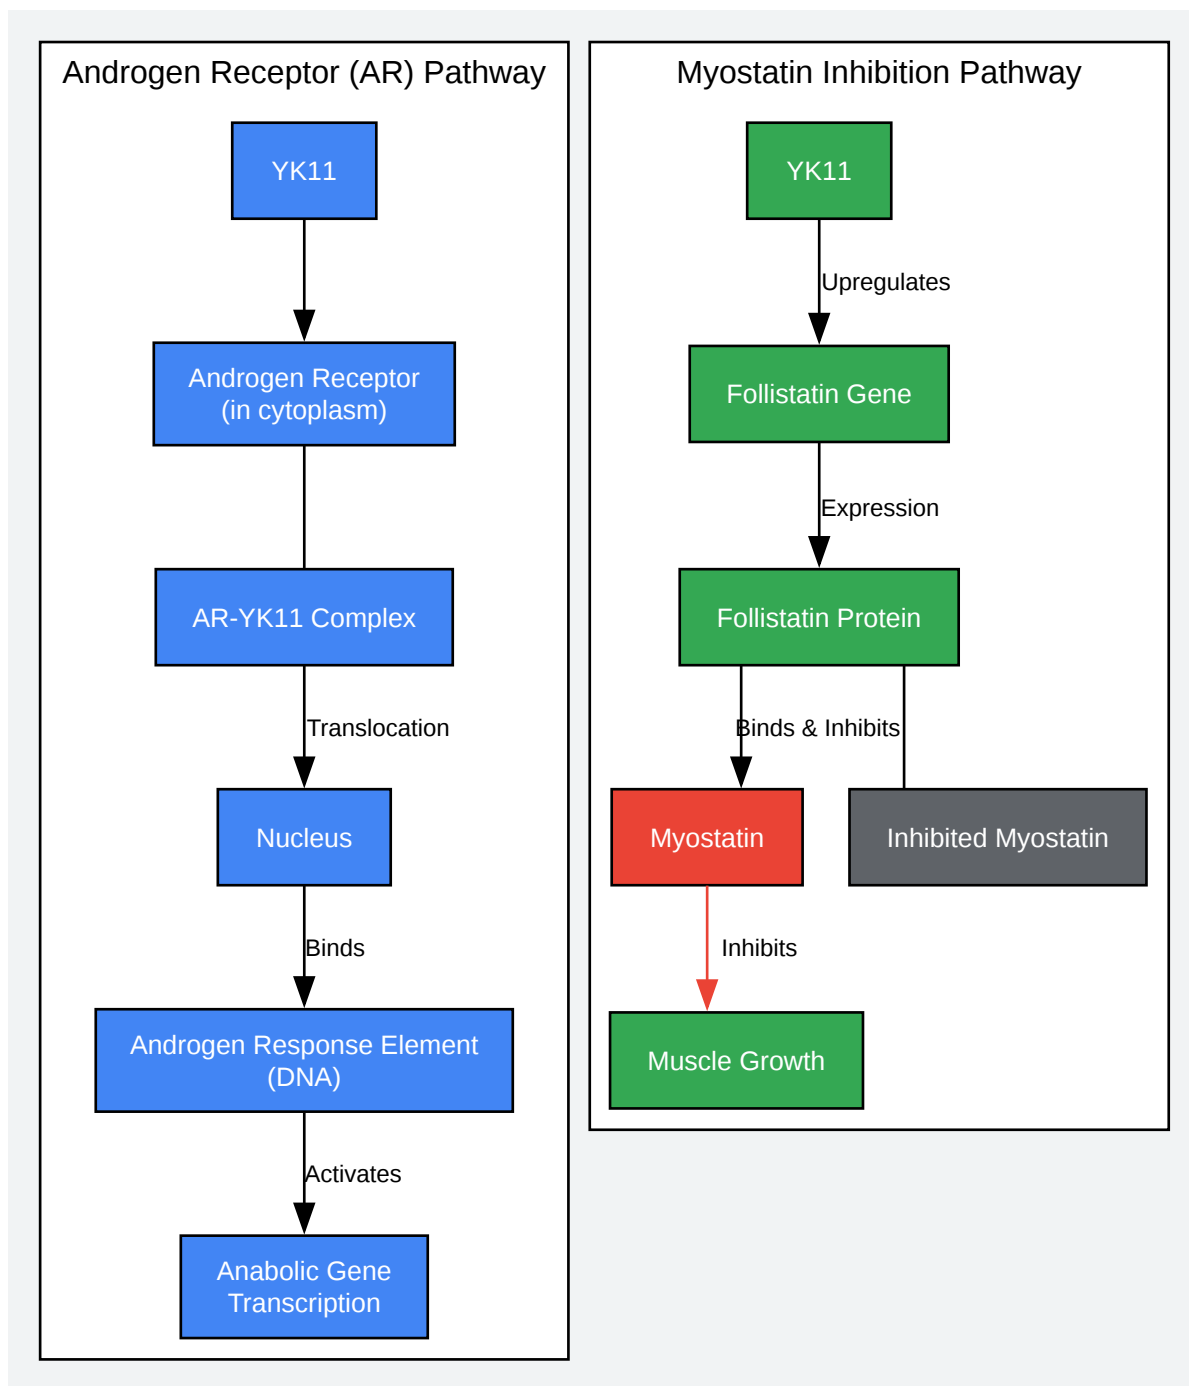 Androgen Receptor (AR) Pathway
YK11
Androgen Receptor
(in cytoplasm)
AR-YK11 Complex
Translocation
Nucleus
Binds
Androgen Response Element
(DNA)
Activates
Anabolic Gene
Transcription
Myostatin Inhibition Pathway
YK11
Upregulates
Follistatin Gene
Expression
Follistatin Protein
Binds & Inhibits
Myostatin
Inhibited Myostatin
Inhibits
Muscle Growth